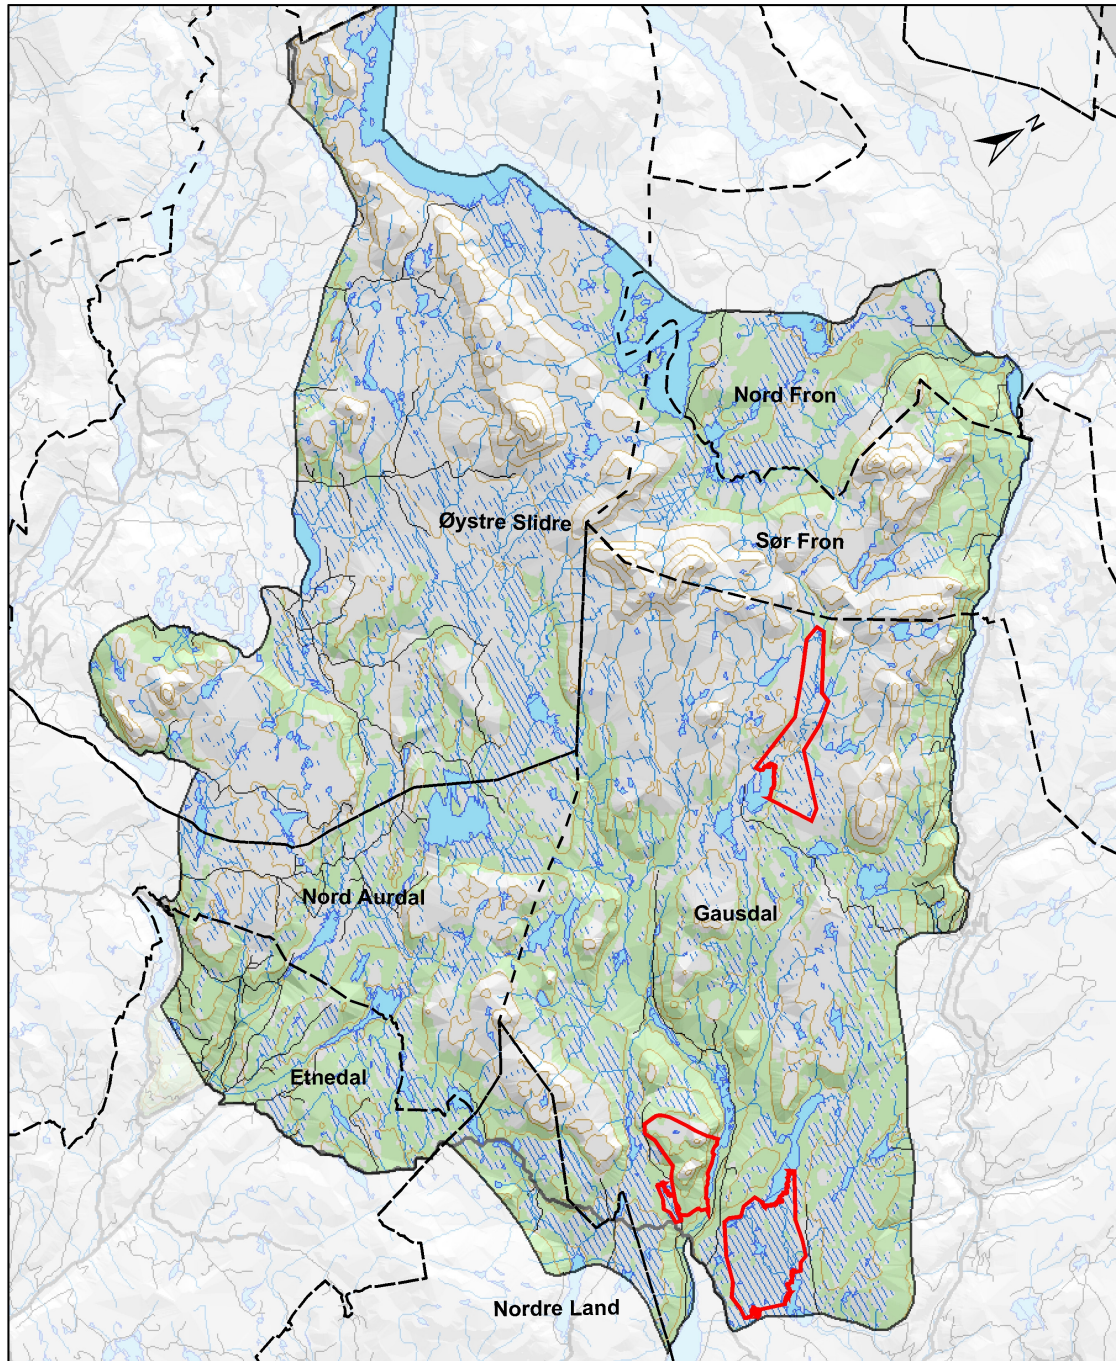 N
Nord Fron
Øystre Slidre
Sør Fron
Nord Aurdal
Gausdal
Etnedal
Nordre Land